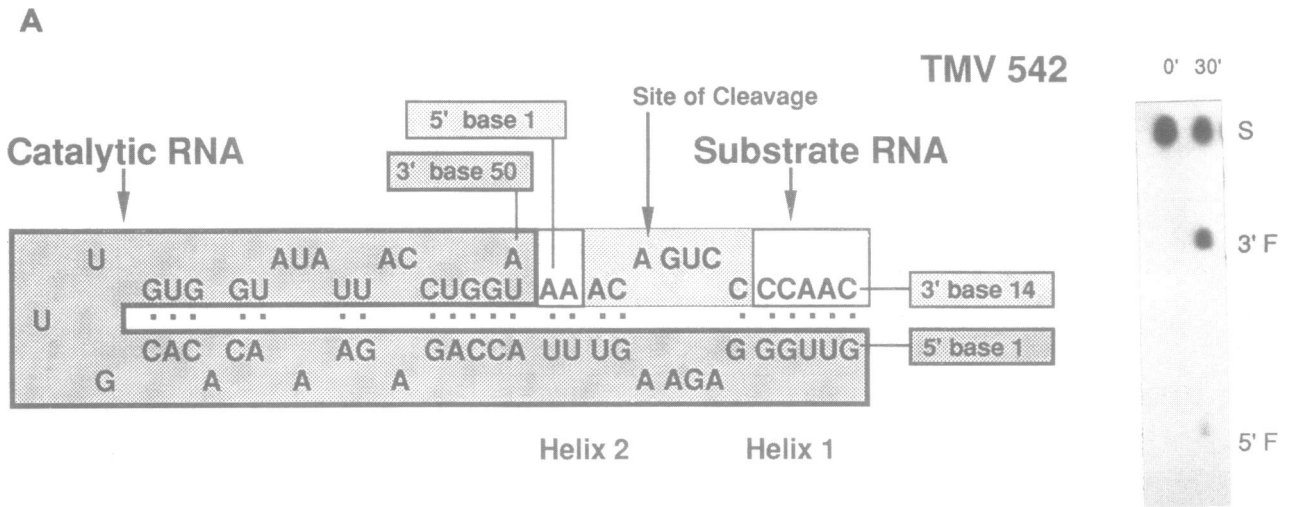 A
TMV 542
0' 30'
S
3' F
5' F
Site of Cleavage
5' base 1
Catalytic RNA
Substrate RNA
3' base 50
U AUA AC A A GUC
GUG GU UU CUGGU AA AC C CCAAC
3' base 14
U
CAC CA AG GACCA UU UG G GGUUG
5' base 1
G A A A A AGA
Helix 2 Helix 1